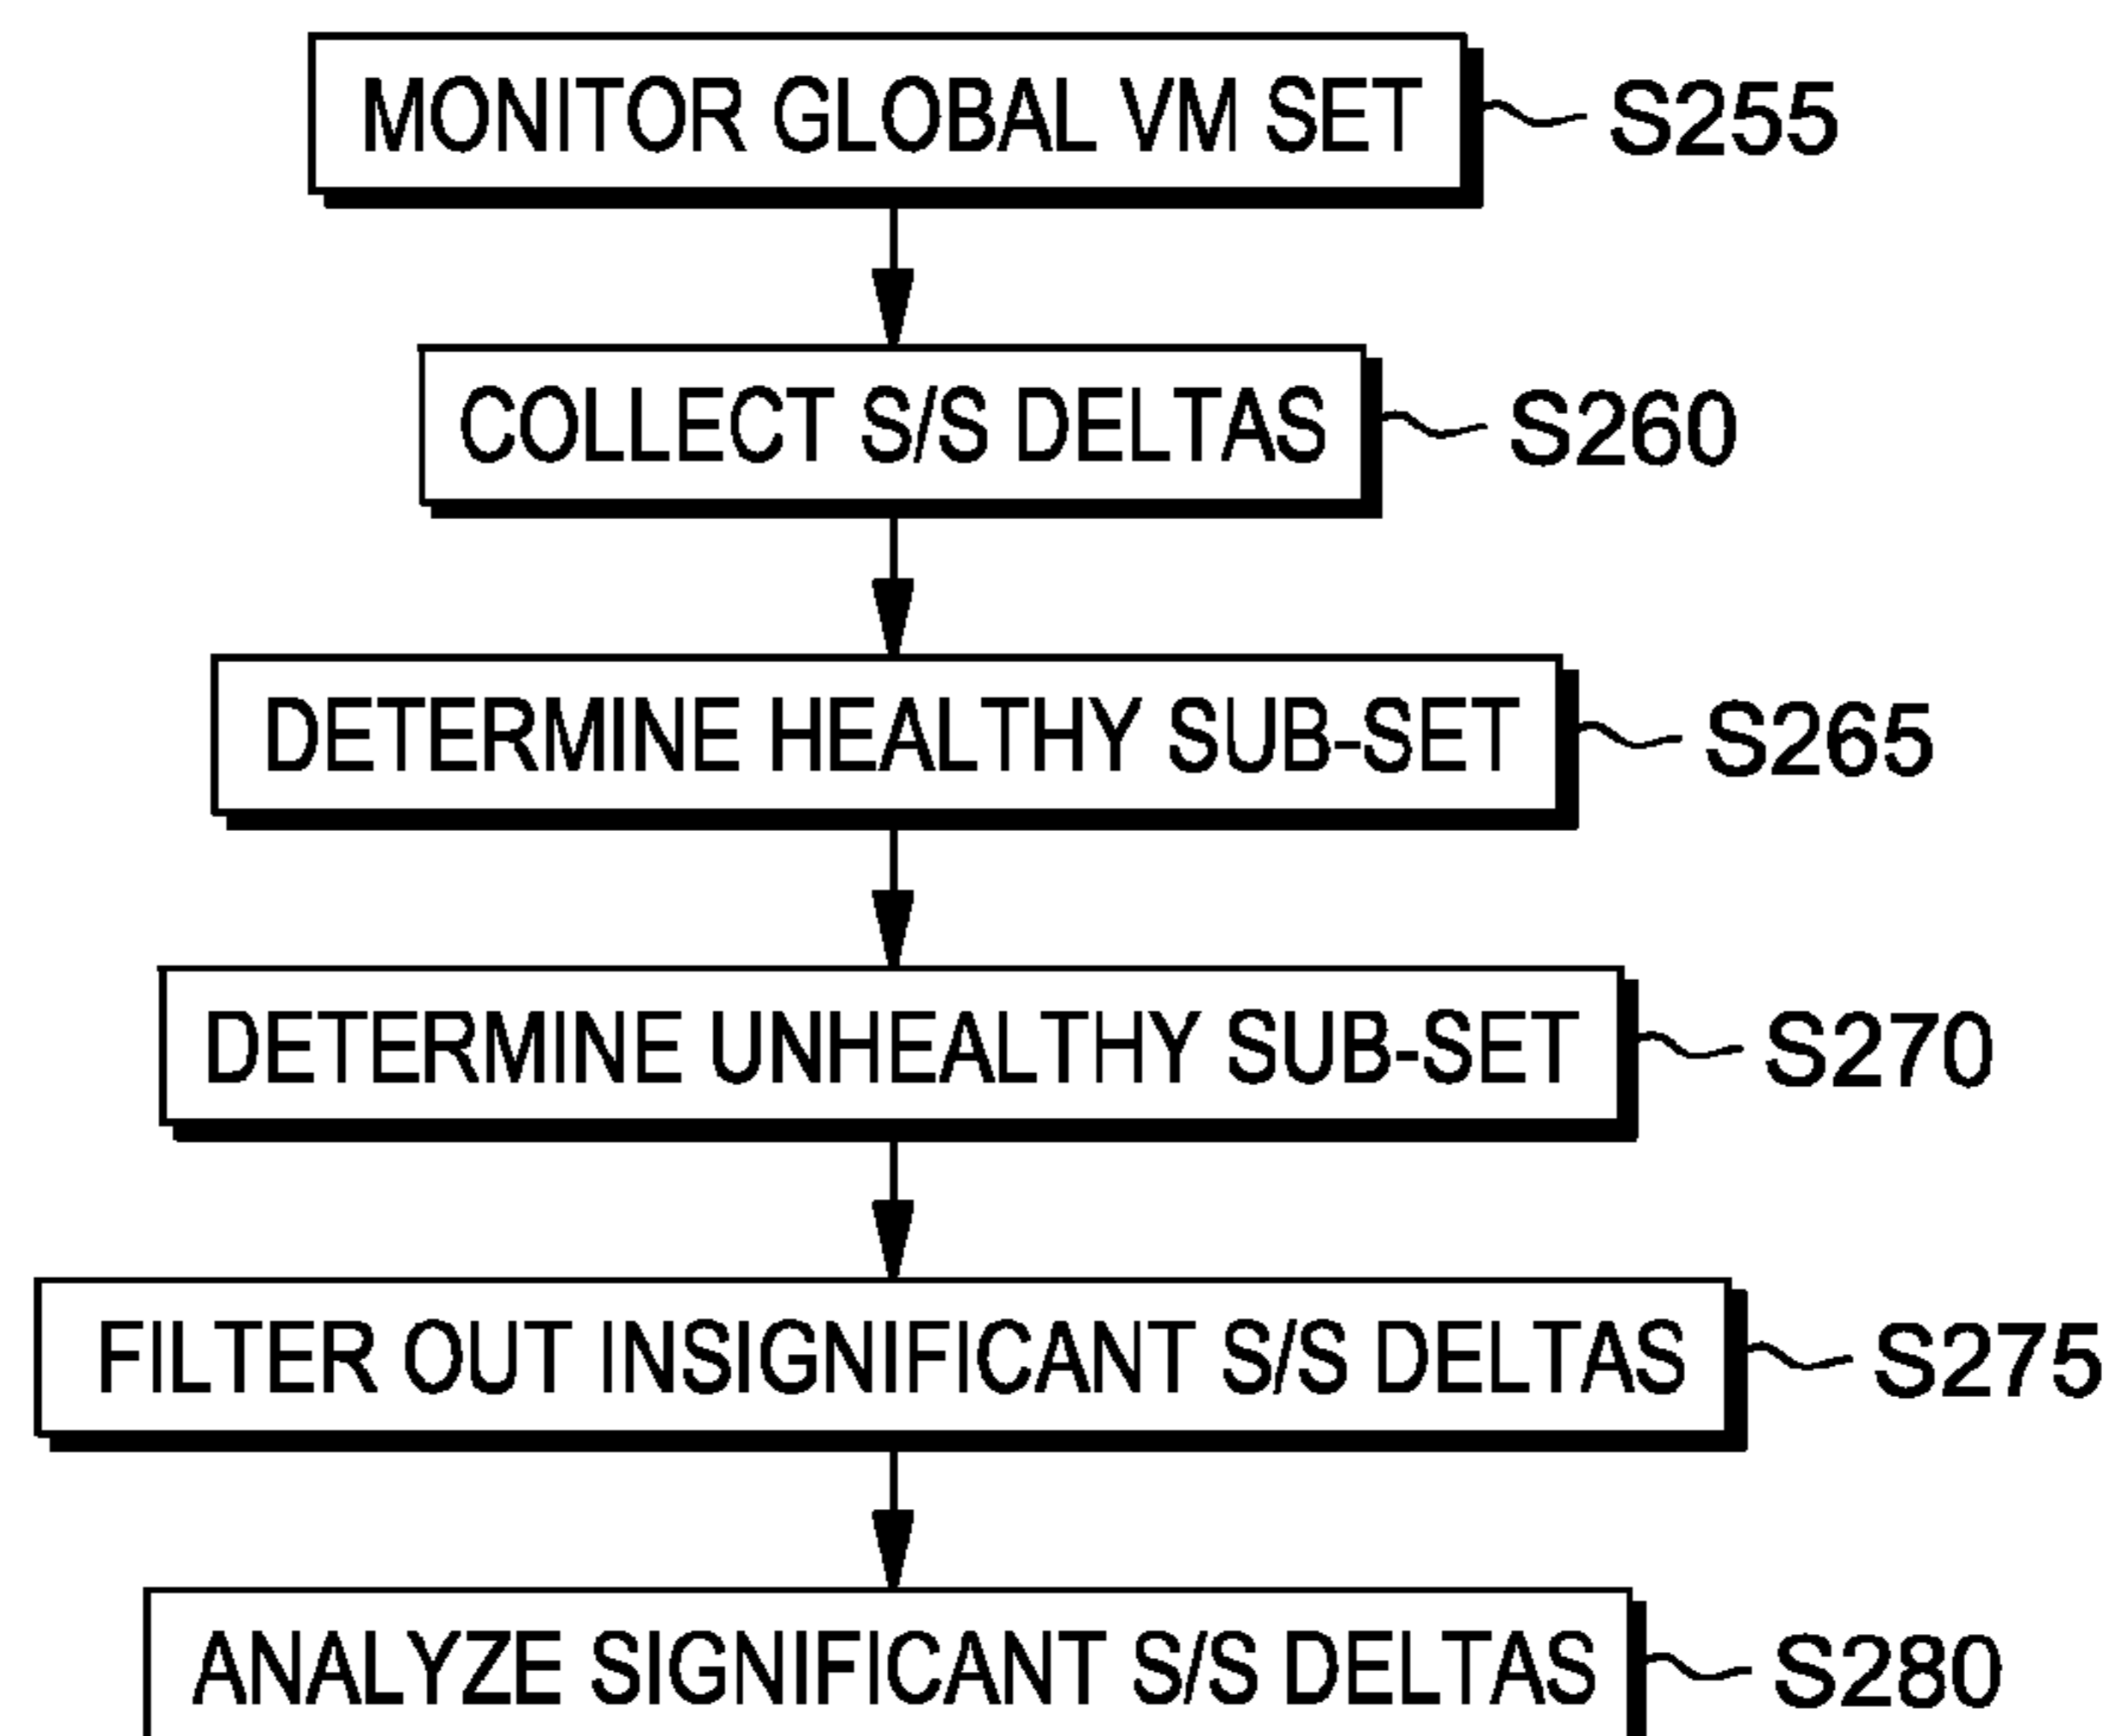 MONITOR GLOBAL VM SET S255
COLLECT S/S DELTAS S260
DETERMINE HEALTHY SUB-SET S265
DETERMINE UNHEALTHY SUB-SET S270
FILTER OUT INSIGNIFICANT S/S DELTAS S275
ANALYZE SIGNIFICANT S/S DELTAS S280